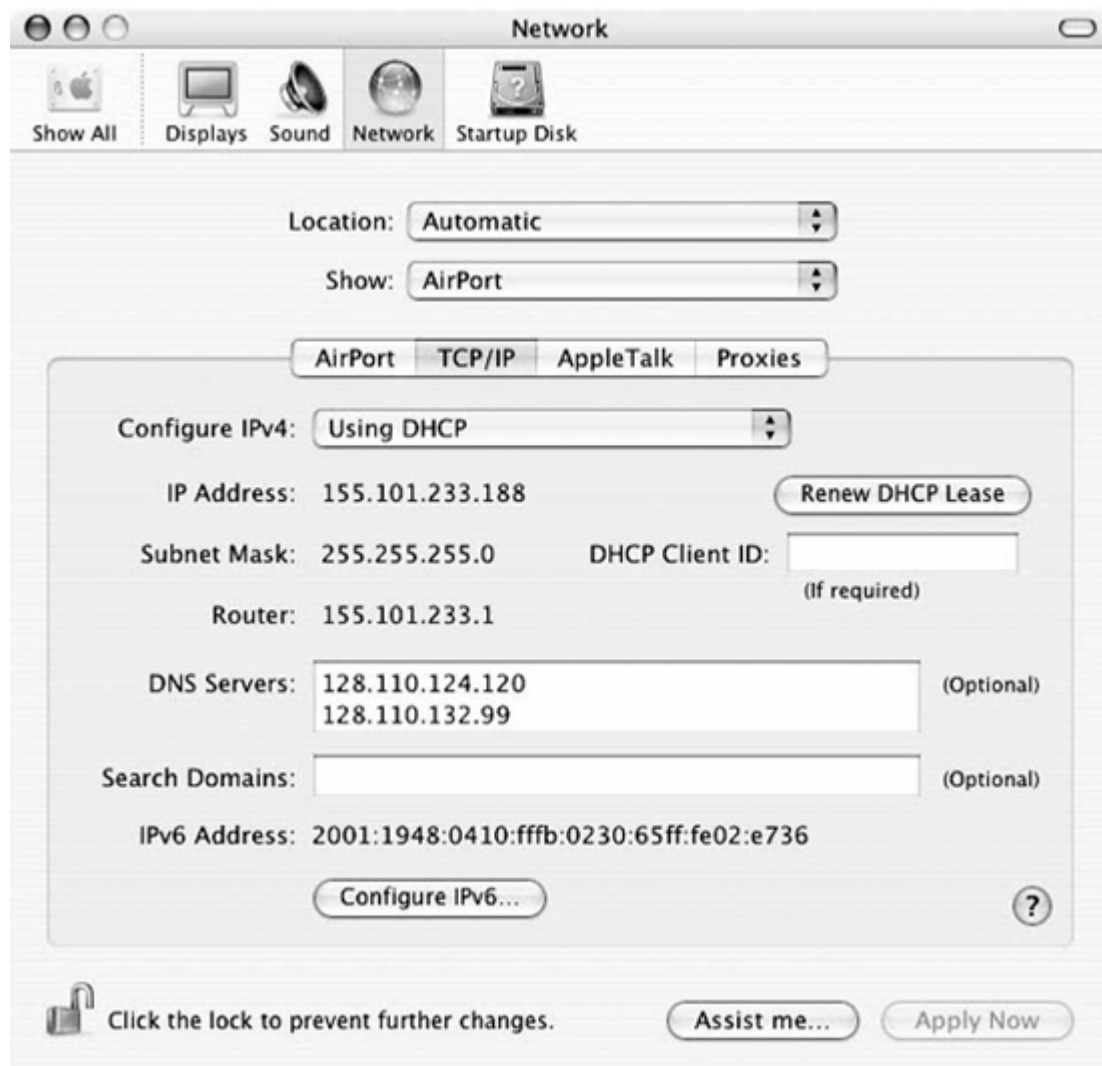 Network
Show All
Displays
Sound
Network
Startup Disk
Location: Automatic
Show: AirPort
AirPort TCP/IP AppleTalk Proxies
Configure IPv4: Using DHCP
IP Address: 155.101.233.188 Renew DHCP Lease
Subnet Mask: 255.255.255.0 DHCP Client ID:
(If required)
Router: 155.101.233.1
DNS Servers: 128.110.124.120 (Optional)
128.110.132.99
Search Domains: (Optional)
IPv6 Address: 2001:1948:0410:fffb:0230:65ff:fe02:e736
Configure IPv6...
?
Click the lock to prevent further changes. Assist me... Apply Now